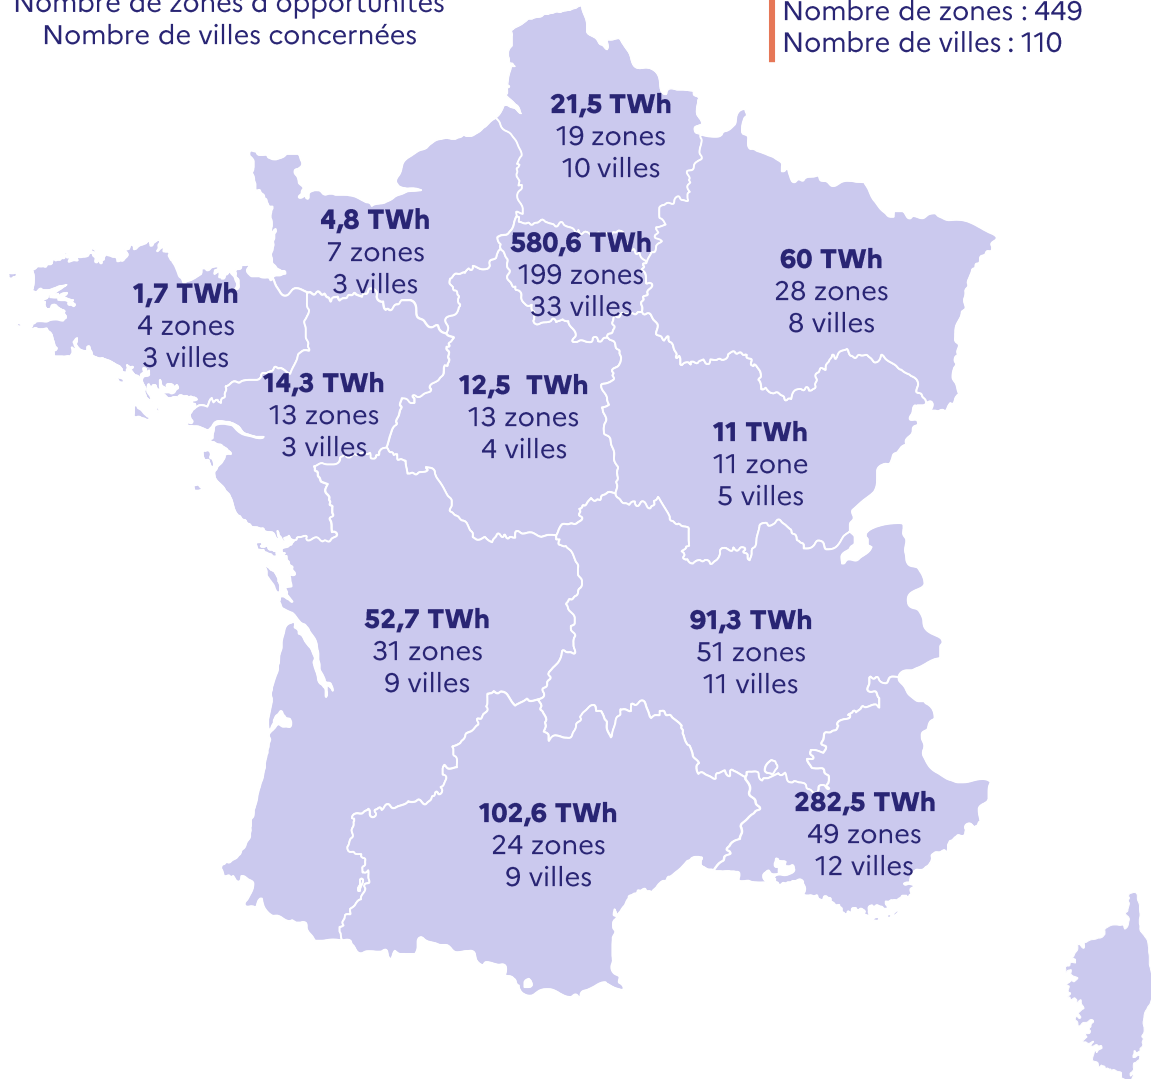 Nombre de zones d'opportunités
Nombre de villes concernées
Nombre de zones : 449
Nombre de villes : 110
21,5 TWh
19 zones
10 villes
4,8 TWh
7 zones
3 villes
580,6 TWh
199 zones
33 villes
60 TWh
28 zones
8 villes
1,7 TWh
4 zones
3 villes
14,3 TWh
13 zones
3 villes
12,5 TWh
13 zones
4 villes
11 TWh
11 zone
5 villes
52,7 TWh
31 zones
9 villes
91,3 TWh
51 zones
11 villes
102,6 TWh
24 zones
9 villes
282,5 TWh
49 zones
12 villes